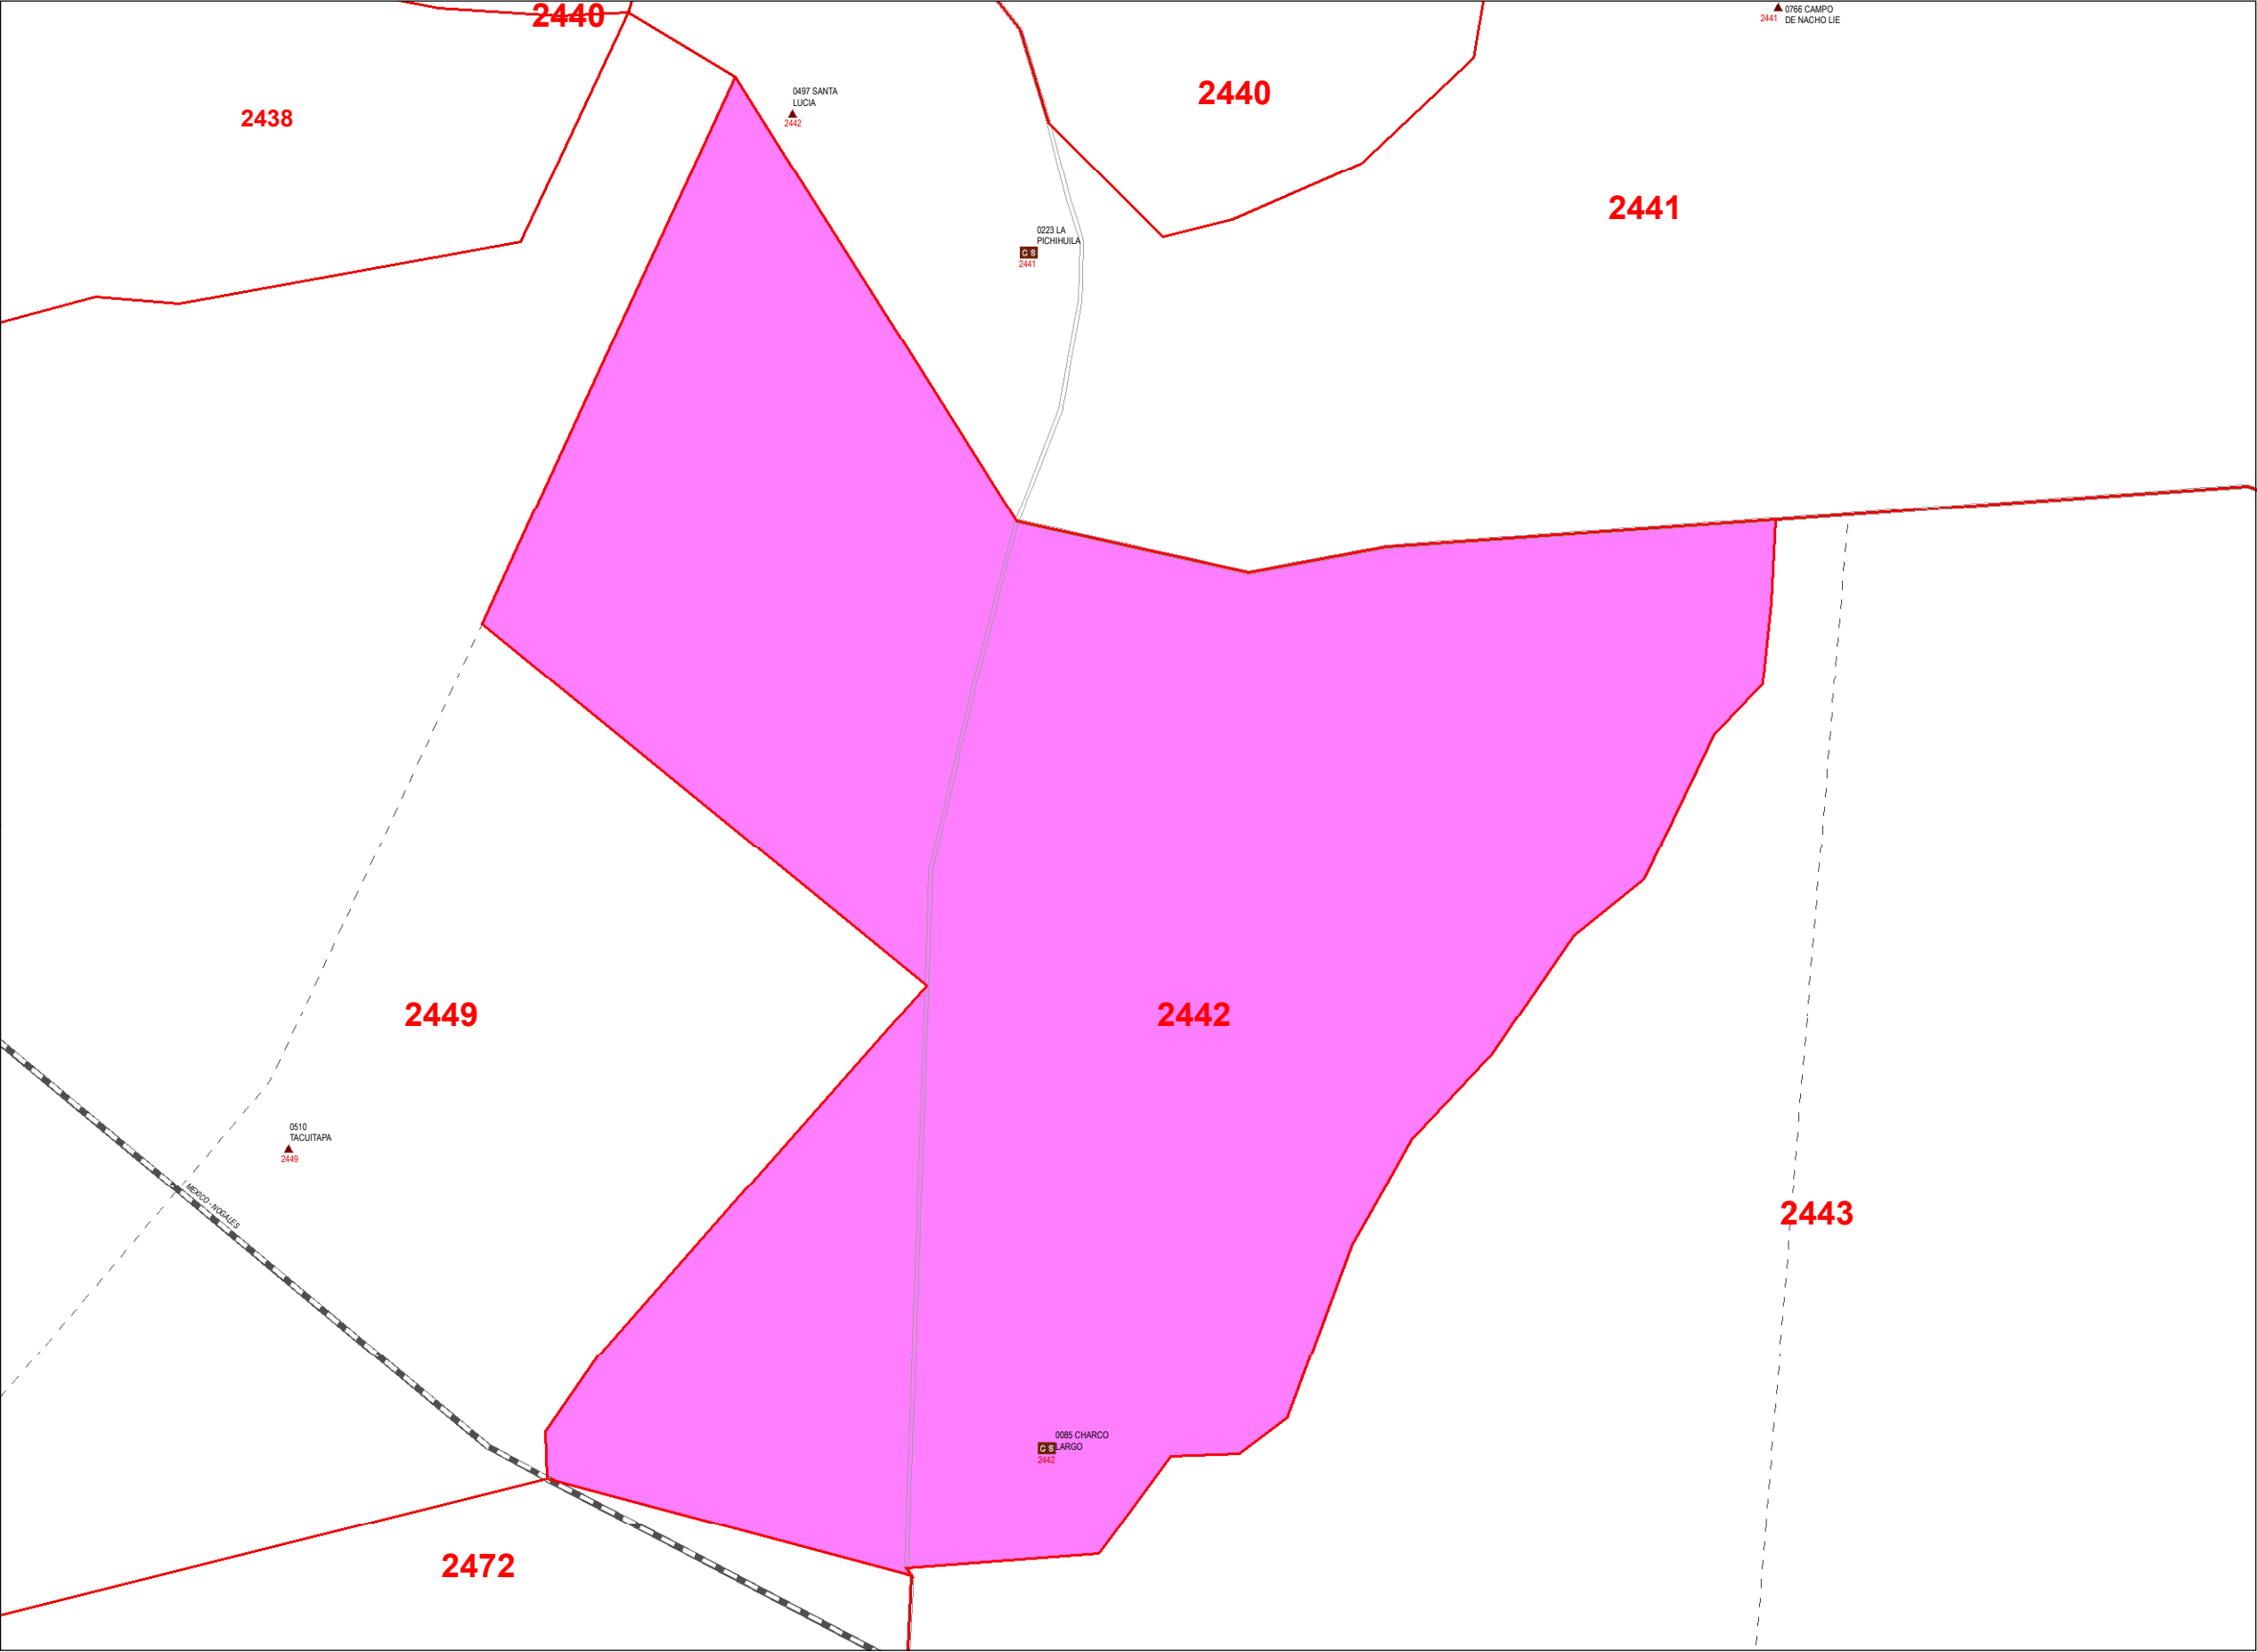 2440
0766 CAMPO
2441
DE NACHO LIE
2438
0497 SANTA
LUCIA
2442
2440
2441
0223 LA
PICHIHUILA
C S
2441
2449
2442
0510
TACUITAPA
2449
MEXICO - NOGALES
2443
0085 CHARCO
C S
LARGO
2442
2472